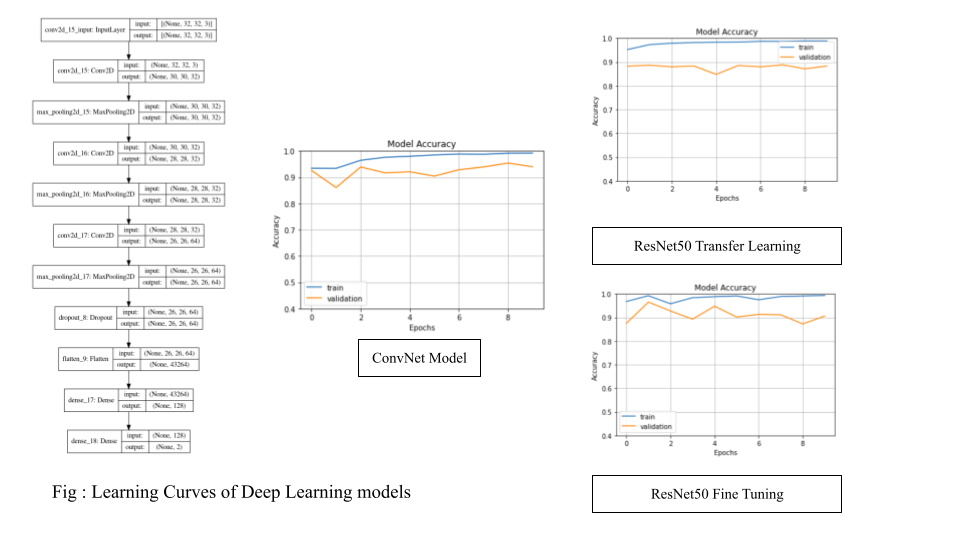 conv2d_15_input: InputLayer
input: [(None, 32, 32, 3)]
output: [(None, 32, 32, 3)]
conv2d_15: Conv2D
input: (None, 32, 32, 3)
output: (None, 30, 30, 32)
max_pooling2d_15: MaxPooling2D
input: (None, 30, 30, 32)
output: (None, 30, 30, 32)
conv2d_16: Conv2D
input: (None, 30, 30, 32)
output: (None, 28, 28, 32)
max_pooling2d_16: MaxPooling2D
input: (None, 28, 28, 32)
output: (None, 28, 28, 32)
conv2d_17: Conv2D
input: (None, 28, 28, 32)
output: (None, 26, 26, 64)
max_pooling2d_17: MaxPooling2D
input: (None, 26, 26, 64)
output: (None, 26, 26, 64)
dropout_8: Dropout
input: (None, 26, 26, 64)
output: (None, 26, 26, 64)
flatten_9: Flatten
input: (None, 26, 26, 64)
output: (None, 43264)
dense_17: Dense
input: (None, 43264)
output: (None, 128)
dense_18: Dense
input: (None, 128)
output: (None, 2)
Model Accuracy
1.0
0.9
0.8
0.7
0.6
0.5
0.4
Accuracy
train
validation
0 2 4 6 8
Epochs
ConvNet Model
Model Accuracy
1.0
0.9
0.8
0.7
0.6
0.5
0.4
Accuracy
train
validation
0 2 4 6 8
Epochs
ResNet50 Transfer Learning
Model Accuracy
1.0
0.9
0.8
0.7
0.6
0.5
0.4
Accuracy
train
validation
0 2 4 6 8
Epochs
ResNet50 Fine Tuning
Fig : Learning Curves of Deep Learning models